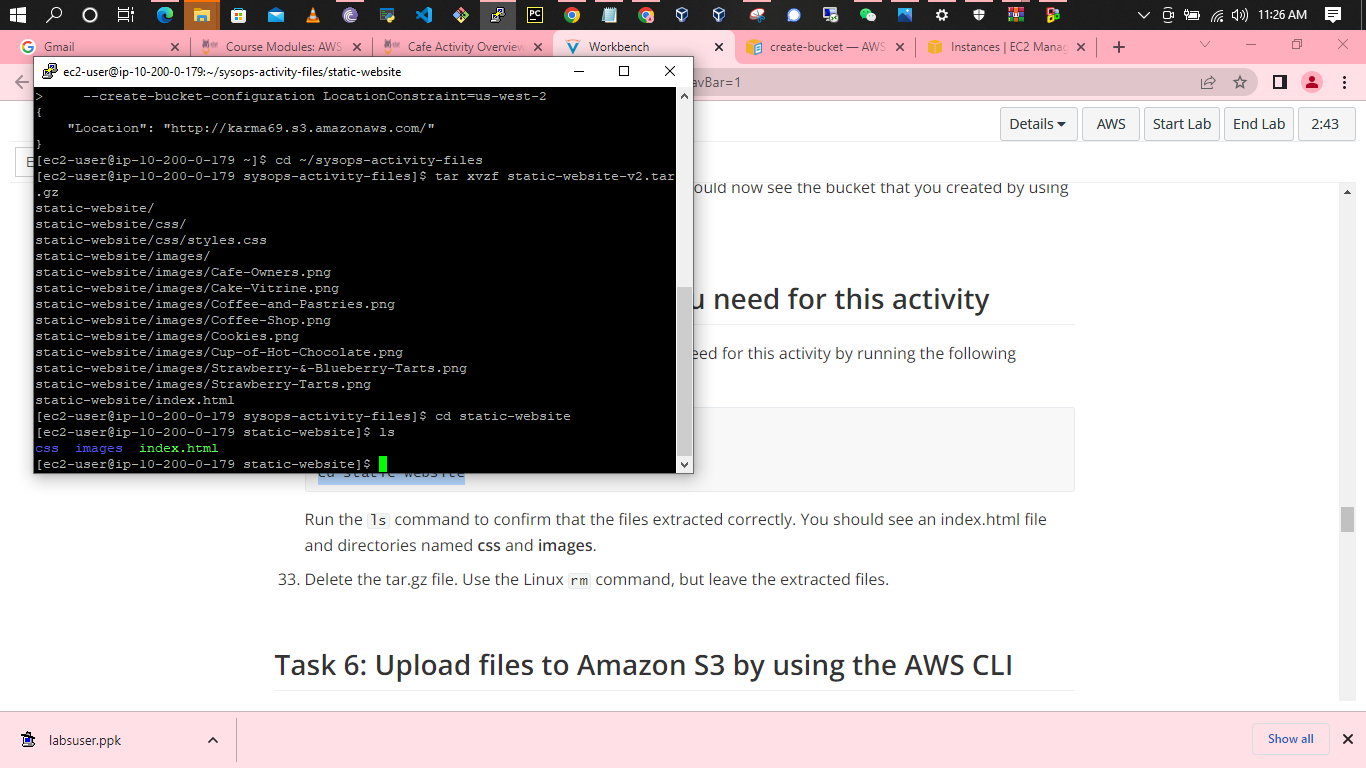 11:26 AM
Gmail
Course Modules: AWS
Cafe Activity Overview
Workbench
create-bucket — AWS
Instances | EC2 Manag
avBar=1
ec2-user@ip-10-200-0-179:~/sysops-activity-files/static-website
>     --create-bucket-configuration LocationConstraint=us-west-2
{
    "Location": "http://karma69.s3.amazonaws.com/"
}
[ec2-user@ip-10-200-0-179 ~]$ cd ~/sysops-activity-files
[ec2-user@ip-10-200-0-179 sysops-activity-files]$ tar xvzf static-website-v2.tar
.gz
static-website/
static-website/css/
static-website/css/styles.css
static-website/images/
static-website/images/Cafe-Owners.png
static-website/images/Cake-Vitrine.png
static-website/images/Coffee-and-Pastries.png
static-website/images/Coffee-Shop.png
static-website/images/Cookies.png
static-website/images/Cup-of-Hot-Chocolate.png
static-website/images/Strawberry-&-Blueberry-Tarts.png
static-website/images/Strawberry-Tarts.png
static-website/index.html
[ec2-user@ip-10-200-0-179 sysops-activity-files]$ cd static-website
[ec2-user@ip-10-200-0-179 static-website]$ ls
css  images  index.html
[ec2-user@ip-10-200-0-179 static-website]$
Details
AWS
Start Lab
End Lab
2:43
ould now see the bucket that you created by using
u need for this activity
eed for this activity by running the following
cd static-website
Run the ls command to confirm that the files extracted correctly. You should see an index.html file
and directories named css and images.
33. Delete the tar.gz file. Use the Linux rm command, but leave the extracted files.
Task 6: Upload files to Amazon S3 by using the AWS CLI
labsuser.ppk
Show all